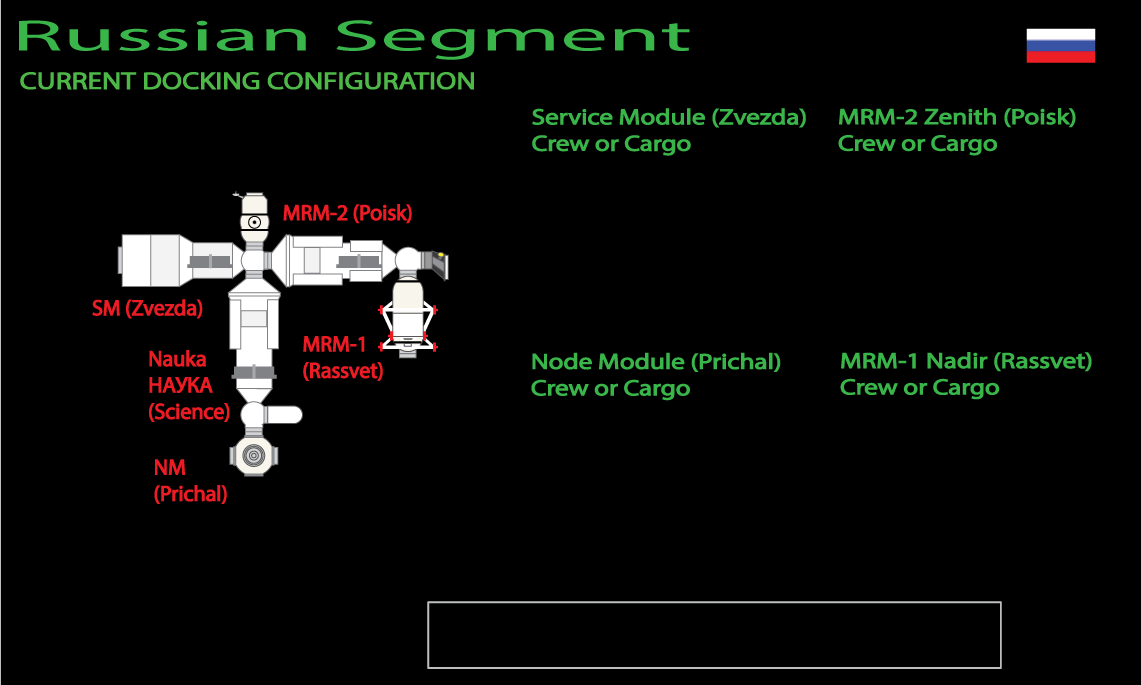 Russian Segment
CURRENT DOCKING CONFIGURATION
Service Module (Zvezda)
Crew or Cargo
MRM-2 Zenith (Poisk)
Crew or Cargo
MRM-2 (Poisk)
SM (Zvezda)
MRM-1
(Rassvet)
Nauka
НАУКА
(Science)
NM
(Prichal)
Node Module (Prichal)
Crew or Cargo
MRM-1 Nadir (Rassvet)
Crew or Cargo